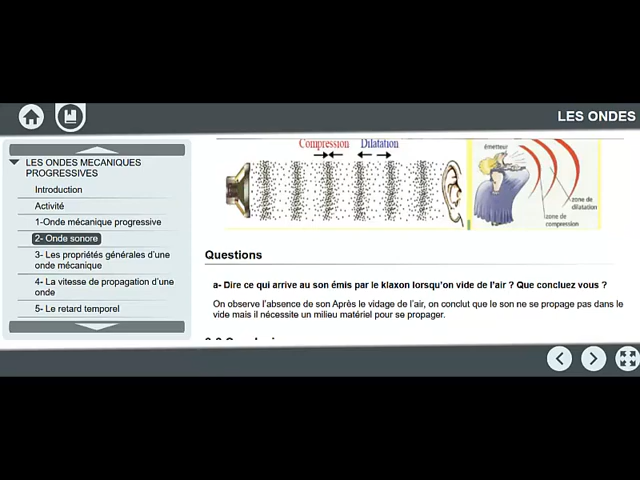 LES ONDES
LES ONDES MECANIQUES
PROGRESSIVES
Introduction
Activité
1-Onde mécanique progressive
2- Onde sonore
3- Les propriétés générales d'une
onde mécanique
4- La vitesse de propagation d'une
onde
5- Le retard temporel
Compression Dilatation
émetteur
zone de
dilatation
zone de
compression
Questions
a- Dire ce qui arrive au son émis par le klaxon lorsqu'on vide de l'air ? Que concluez vous ?
On observe l'absence de son Après le vidage de l'air, on conclut que le son ne se propage pas dans le
vide mais il nécessite un milieu matériel pour se propager.